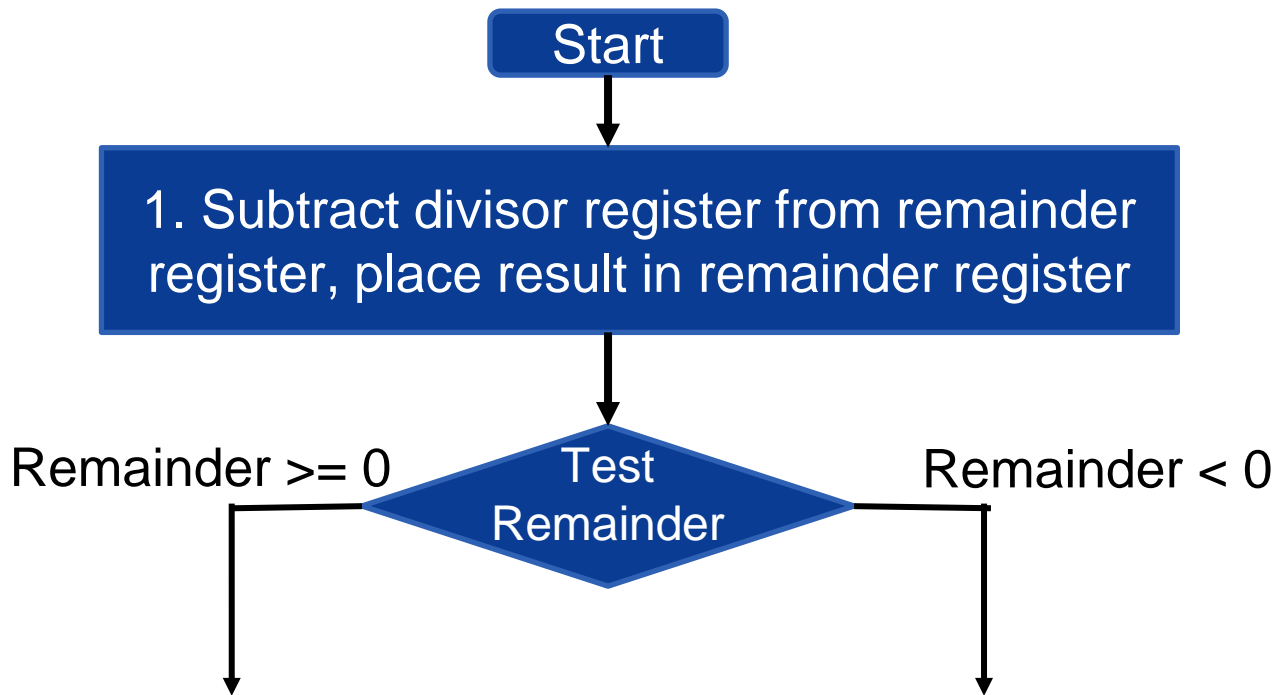 Start
1. Subtract divisor register from remainder
register, place result in remainder register
Remainder >= 0
Test
Remainder
Remainder < 0